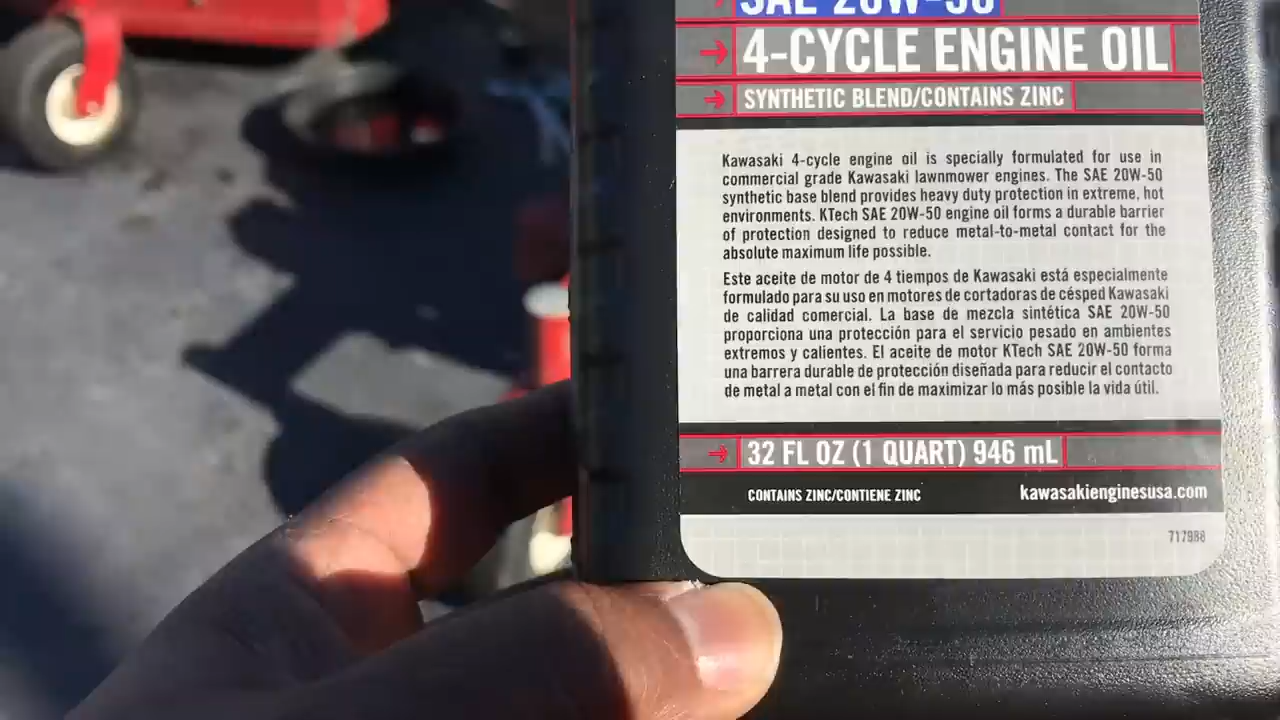 SAE 20W-50
4-CYCLE ENGINE OIL
SYNTHETIC BLEND/CONTAINS ZINC
Kawasaki 4-cycle engine oil is specially formulated for use in
commercial grade Kawasaki lawnmower engines. The SAE 20W-50
synthetic base blend provides heavy duty protection in extreme, hot
environments. KTech SAE 20W-50 engine oil forms a durable barrier
of protection designed to reduce metal-to-metal contact for the
absolute maximum life possible.
Este aceite de motor de 4 tiempos de Kawasaki está especialmente
formulado para su uso en motores de cortadoras de césped Kawasaki
de calidad comercial. La base de mezcla sintética SAE 20W-50
proporciona una protección para el servicio pesado en ambientes
extremos y calientes. El aceite de motor KTech SAE 20W-50 forma
una barrera durable de protección diseñada para reducir el contacto
de metal a metal con el fin de maximizar lo más posible la vida útil.
32 FL OZ (1 QUART) 946 mL
CONTAINS ZINC/CONTIENE ZINC
kawasakienginesusa.com
717988